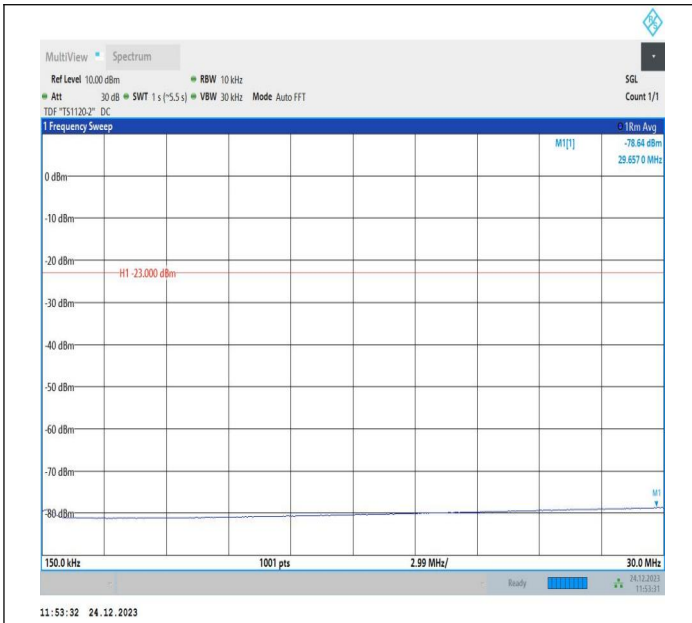 R&S
MultiView Spectrum
Ref Level 10.00 dBm RBW 10 kHz SGL
Att 30 dB SWT 1 s (~5.5 s) VBW 30 kHz Mode Auto FFT Count 1/1
TDF "TS1120-2" DC
1 Frequency Sweep 1Rm Avg
M1[1] -78.64 dBm
29.657 0 MHz
0 dBm
-10 dBm
-20 dBm
H1 -23.000 dBm
-30 dBm
-40 dBm
-50 dBm
-60 dBm
-70 dBm
M1
-80 dBm
150.0 kHz 1001 pts 2.99 MHz/ 30.0 MHz
Ready 24.12.2023
11:53:31
11:53:32 24.12.2023